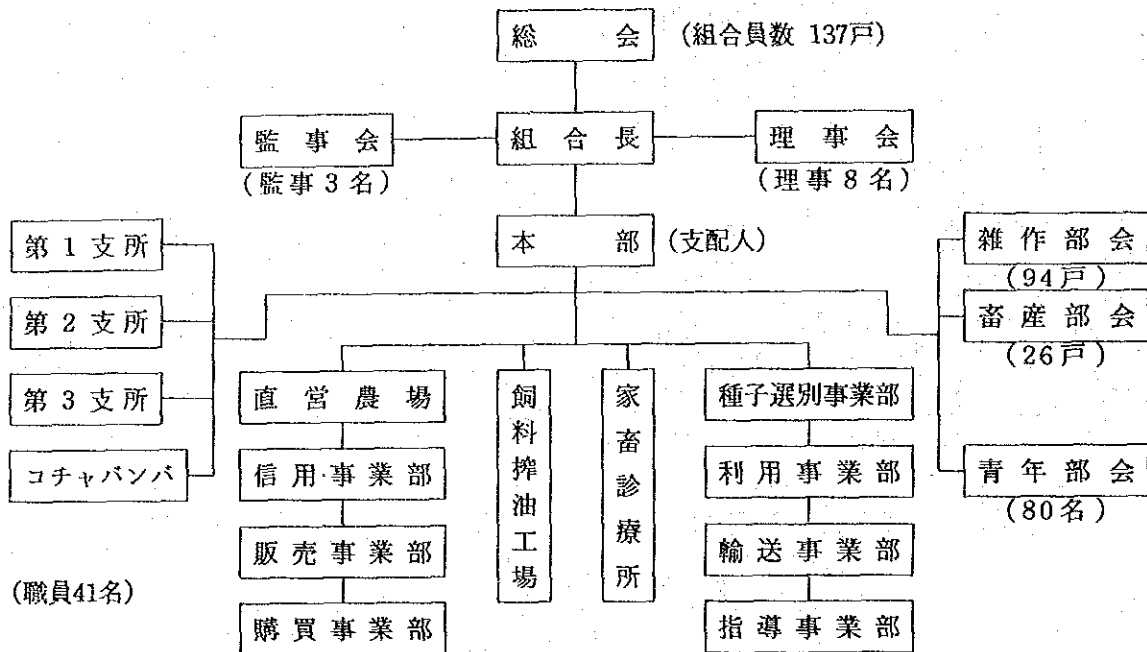 総会 (組合員数 137戸)
監事会 組合長 理事会
(監事3名) (理事8名)
本部 (支配人)
第1支所
第2支所
第3支所
コチャバンバ
(職員41名)
直営農場
信用事業部
販売事業部
購買事業部
飼料搾油工場
家畜診療所
種子選別事業部
利用事業部
輸送事業部
指導事業部
雑作部会
(94戸)
畜産部会
(26戸)
青年部会
(80名)